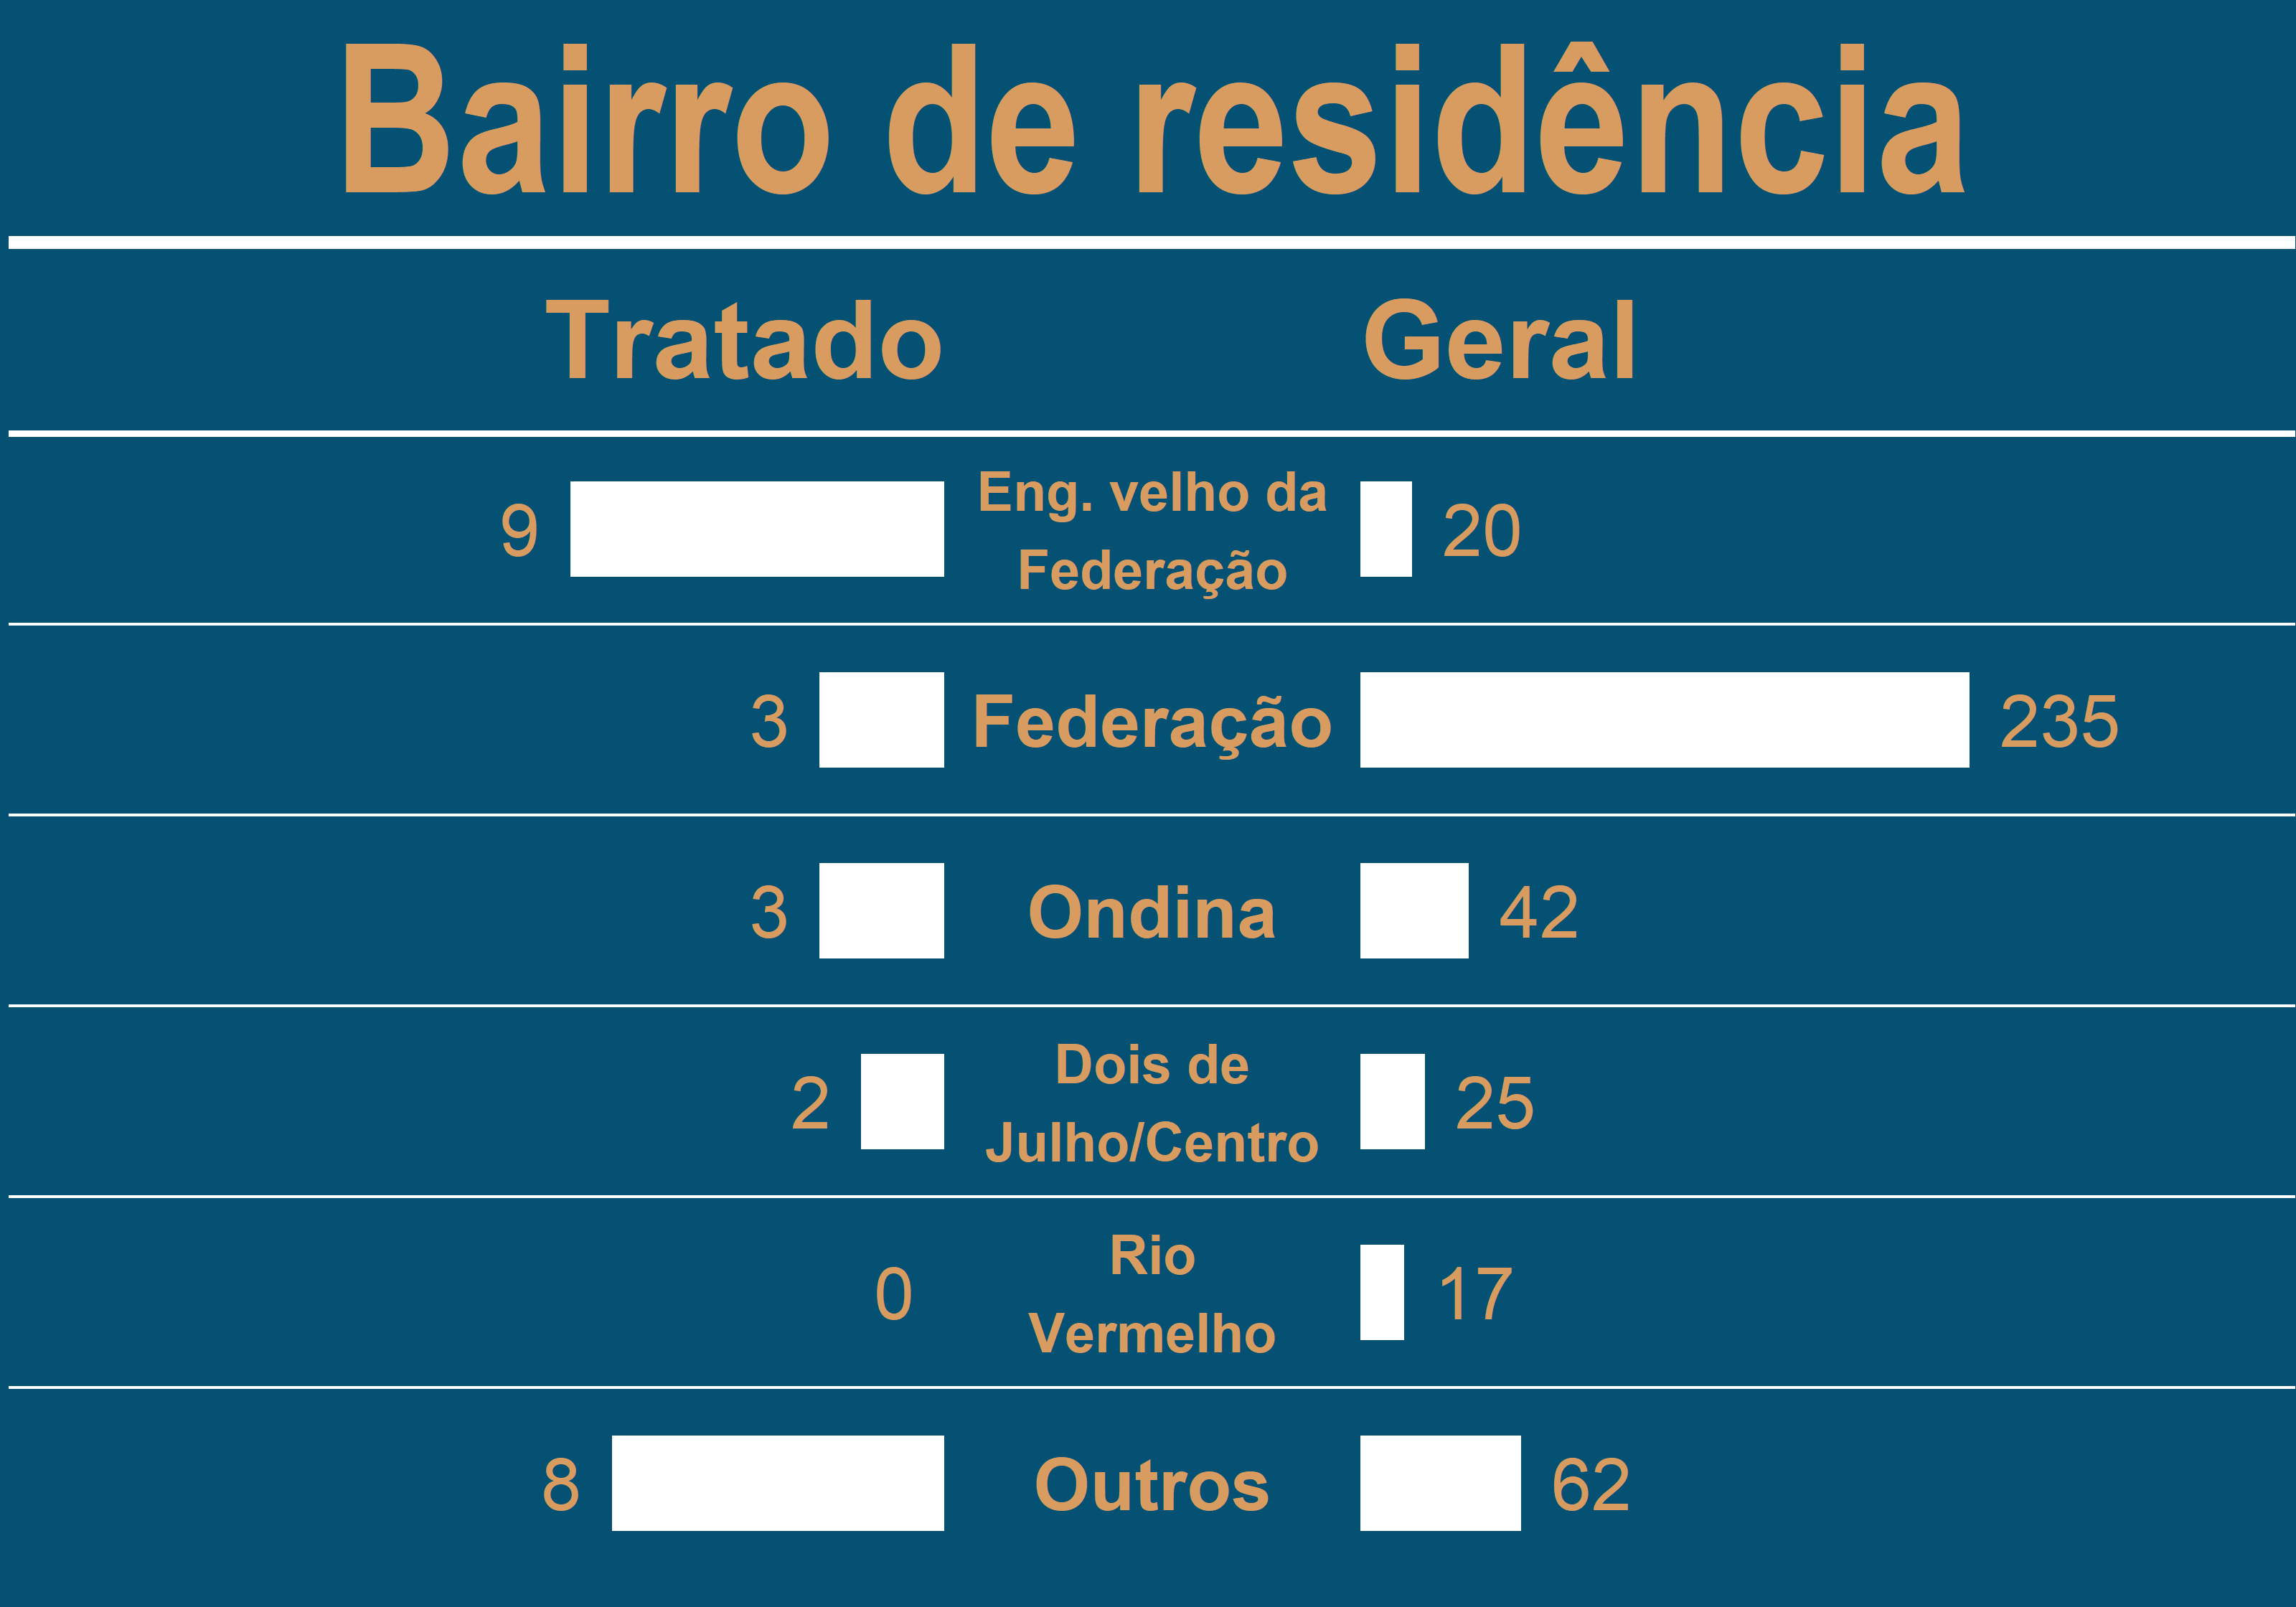 Bairro de residência
Tratado Geral
9 Eng. velho da 20
Federação
3 Federação 235
3 Ondina 42
2 Dois de 25
Julho/Centro
0 Rio 17
Vermelho
8 Outros 62